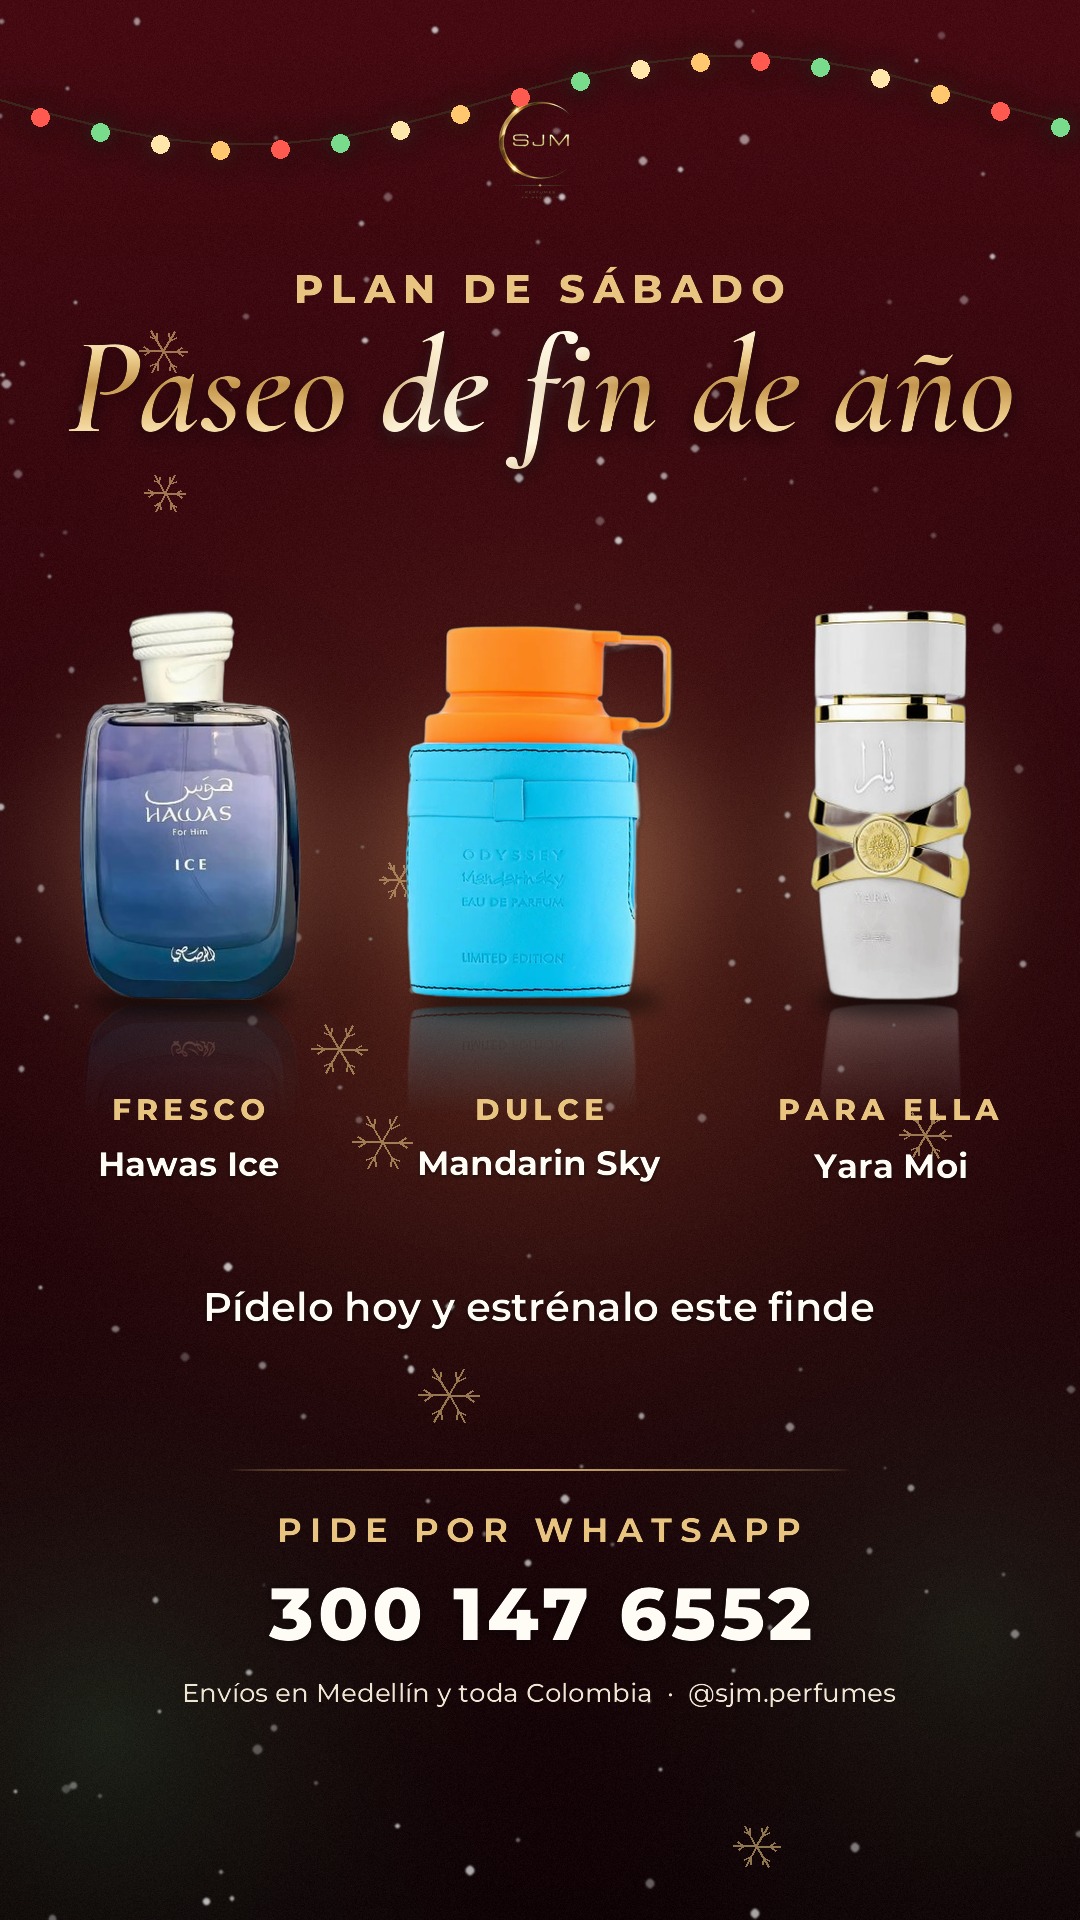 SJM
PLAN DE SÁBADO
Paseo de fin de año
هوس
HAWAS
For Him
ICE
الرصاصي
ODYSSEY
Mandarin Sky
EAU DE PARFUM
LIMITED EDITION
يارا
YARA
FRESCO
Hawas Ice
DULCE
Mandarin Sky
PARA ELLA
Yara Moi
Pídelo hoy y estrénalo este finde
PIDE POR WHATSAPP
300 147 6552
Envíos en Medellín y toda Colombia · @sjm.perfumes